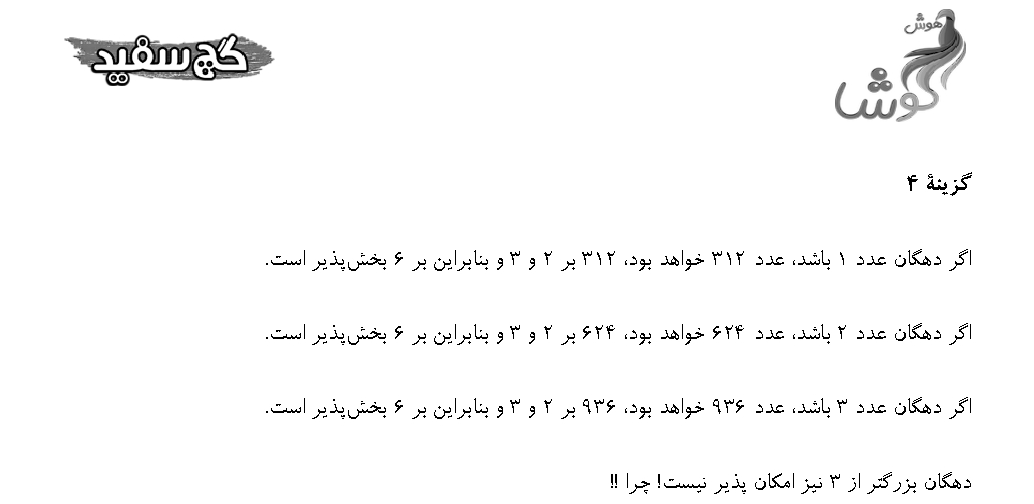 گچ سفید
هوش
گوشا
گزینهٔ ۴
اگر دهگان عدد ۱ باشد، عدد ۳۱۲ خواهد بود، ۳۱۲ بر ۲ و ۳ و بنابراین بر ۶ بخش‌پذیر است.
اگر دهگان عدد ۲ باشد، عدد ۶۲۴ خواهد بود، ۶۲۴ بر ۲ و ۳ و بنابراین بر ۶ بخش‌پذیر است.
اگر دهگان عدد ۳ باشد، عدد ۹۳۶ خواهد بود، ۹۳۶ بر ۲ و ۳ و بنابراین بر ۶ بخش‌پذیر است.
دهگان بزرگتر از ۳ نیز امکان پذیر نیست! چرا !!